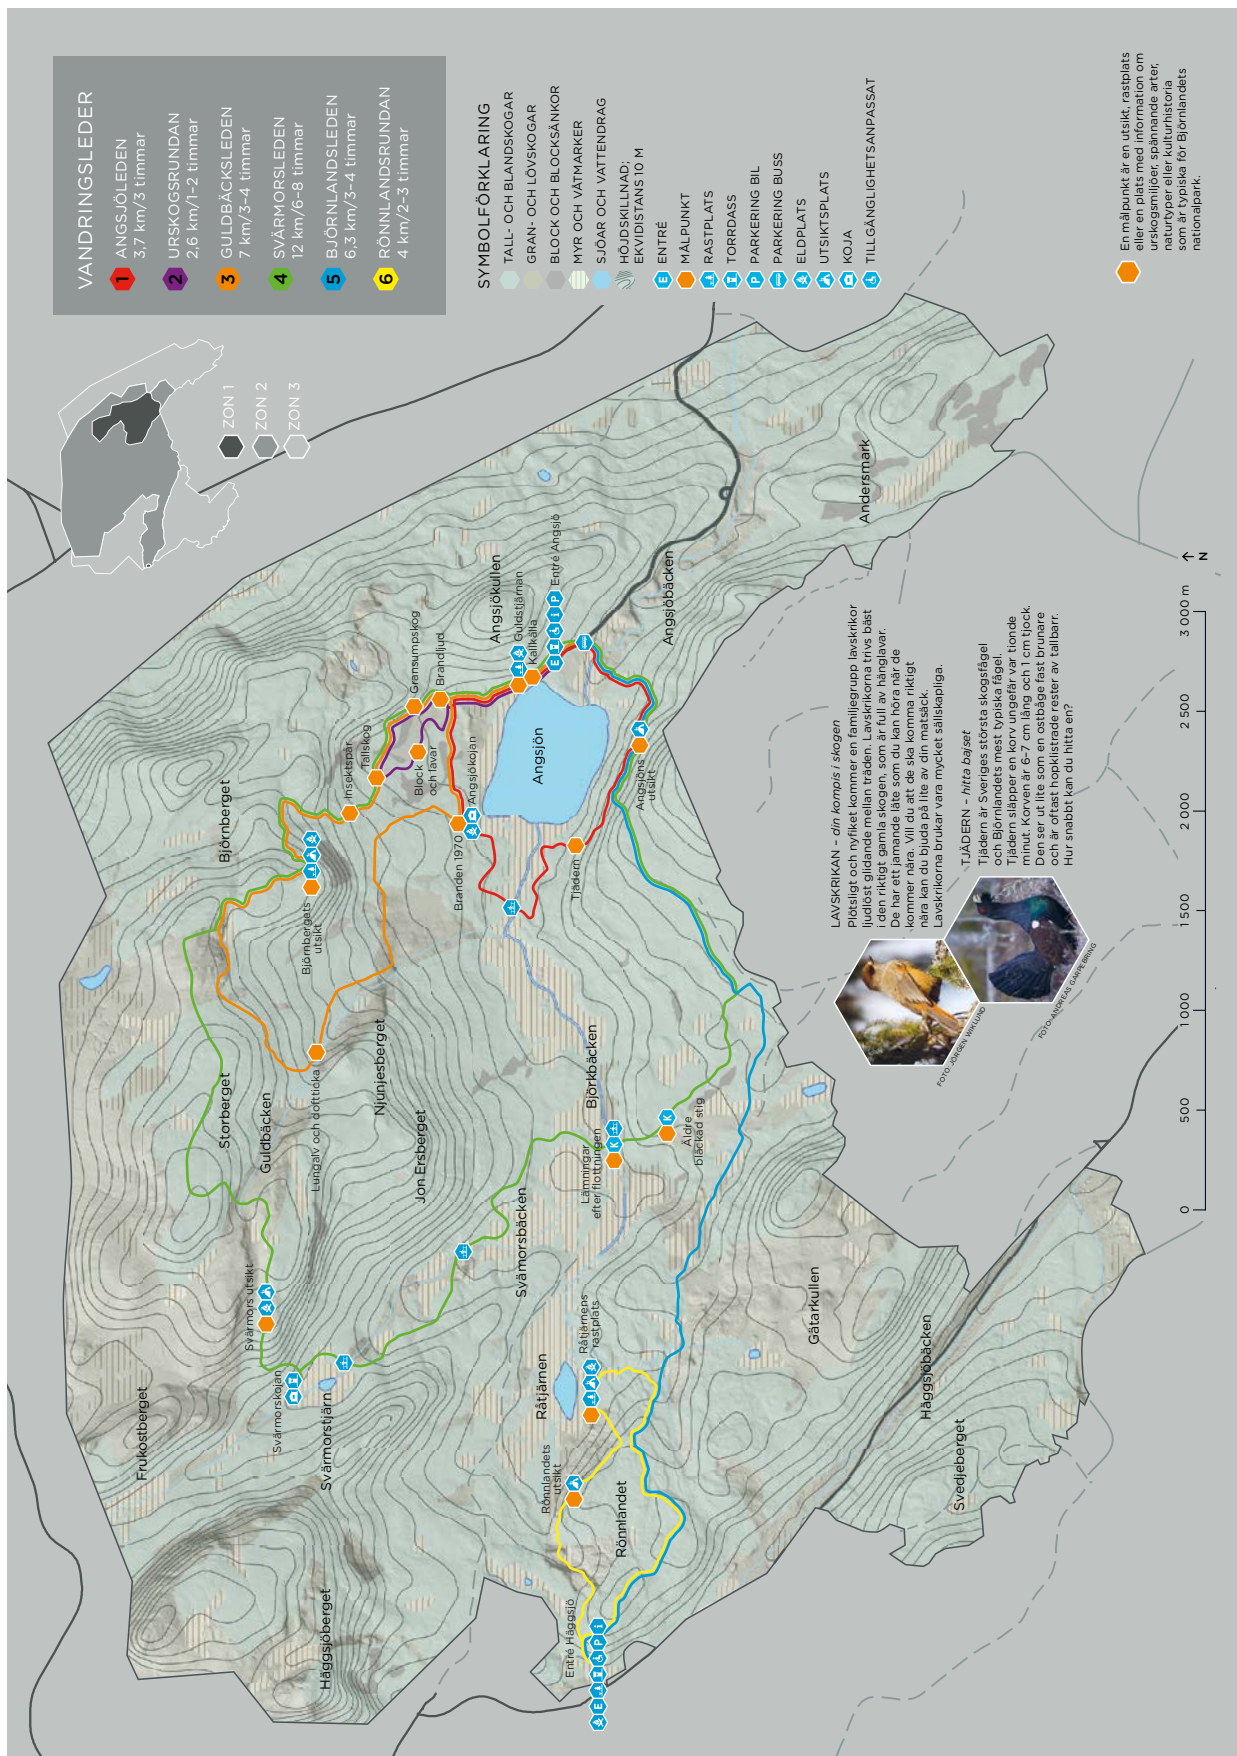 VANDRINGSLEDER
1 ANGSJÖLEDEN
3,7 km/3 timmar
2 URSKOGSRUNDAN
2,6 km/1–2 timmar
3 GULDBÄCKSLEDEN
7 km/3–4 timmar
4 SVÄRMORSLEDEN
12 km/6–8 timmar
5 BJÖRNLANDSLEDEN
6,3 km/3–4 timmar
6 RÖNNLANDSRUNDAN
4 km/2–3 timmar
ZON 1
ZON 2
ZON 3
SYMBOLFÖRKLARING
TALL- OCH BLANDSKOGAR
GRAN- OCH LÖVSKOGAR
BLOCK OCH BLOCKSÄNKOR
MYR OCH VÅTMARKER
SJÖAR OCH VATTENDRAG
HÖJDSKILLNAD;
EKVIDISTANS 10 M
E ENTRÉ
MÅLPUNKT
RASTPLATS
TORRDASS
P PARKERING BIL
PARKERING BUSS
ELDPLATS
UTSIKTSPLATS
KOJA
TILLGÄNGLIGHETSANPASSAT
En målpunkt är en utsikt, rastplats
eller en plats med information om
urskogsmiljöer, spännande arter,
naturtyper eller kulturhistoria
som är typiska för Björnlandets
nationalpark.
Frukostberget
Häggsjöberget
Svärmorskojan
Svärmorstjärn
Svärmors utsikt
Storberget
Guldbäcken
Lungalv och doftticka
Njunjesberget
Jon Ersberget
Björnberget
Björnbergets
utsikt
Insektspår
Tallskog
Gransumpskog
Brandljud
Block
och lavar
Branden 1970
Angsjökojan
Angsjökullen
Guldstjärnan
Kallkälla
Entré Angsjö
E i P
Angsjön
Angsjöbäcken
Angsjöns
utsikt
Tjädern
Andersmark
Svärmorsbäcken
Björkbäcken
Lämningar
efter flottningen
K
K
Äldre
bläckad stig
Råtjärnen
Råtjärnens
rastplats
Rönnlandets
utsikt
Rönnlandet
Entré Häggsjö
E P i
Gätarkullen
Häggsjöbäcken
Svedjeberget
LAVSKRIKAN – din kompis i skogen
Plötsligt och nyfiket kommer en familjegrupp lavskrikor
ljudlöst glidande mellan träden. Lavskrikorna trivs bäst
i den riktigt gamla skogen, som är full av hänglavar.
De har ett jamande läte som du kan höra när de
kommer nära. Vill du att de ska komma riktigt
nära kan du bjuda på lite av din matsäck.
Lavskrikorna brukar vara mycket sällskapliga.
FOTO: JÖRGEN WIKLUND
TJÄDERN – hitta bajset
Tjädern är Sveriges största skogsfågel
och Björnlandets mest typiska fågel.
Tjädern släpper en korv ungefär var tionde
minut. Korven är 6–7 cm lång och 1 cm tjock.
Den ser ut lite som en ostbåge fast brunare
och är oftast hopklistrade rester av tallbarr.
Hur snabbt kan du hitta en?
FOTO: ANDREAS GARPEBRING
0 500 1 000 1 500 2 000 2 500 3 000 m
N